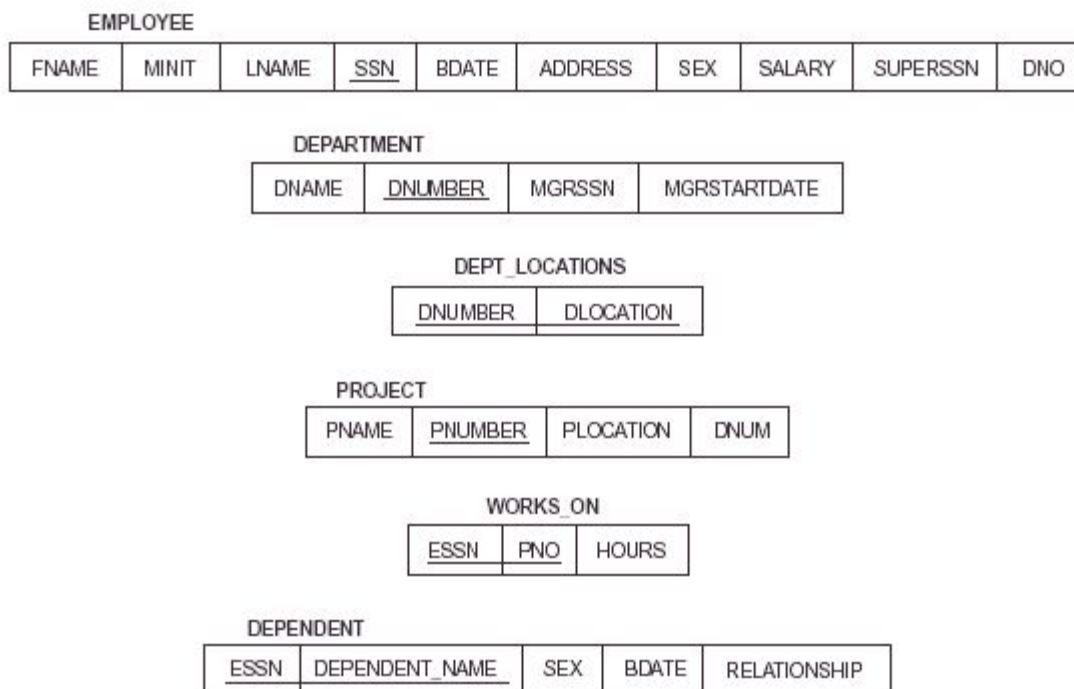 EMPLOYEE
FNAME MINIT LNAME SSN BDATE ADDRESS SEX SALARY SUPERSSN DNO
DEPARTMENT
DNAME DNUMBER MGRSSN MGRSTARTDATE
DEPT_LOCATIONS
DNUMBER DLOCATION
PROJECT
PNAME PNUMBER PLOCATION DNUM
WORKS_ON
ESSN PNO HOURS
DEPENDENT
ESSN DEPENDENT_NAME SEX BDATE RELATIONSHIP